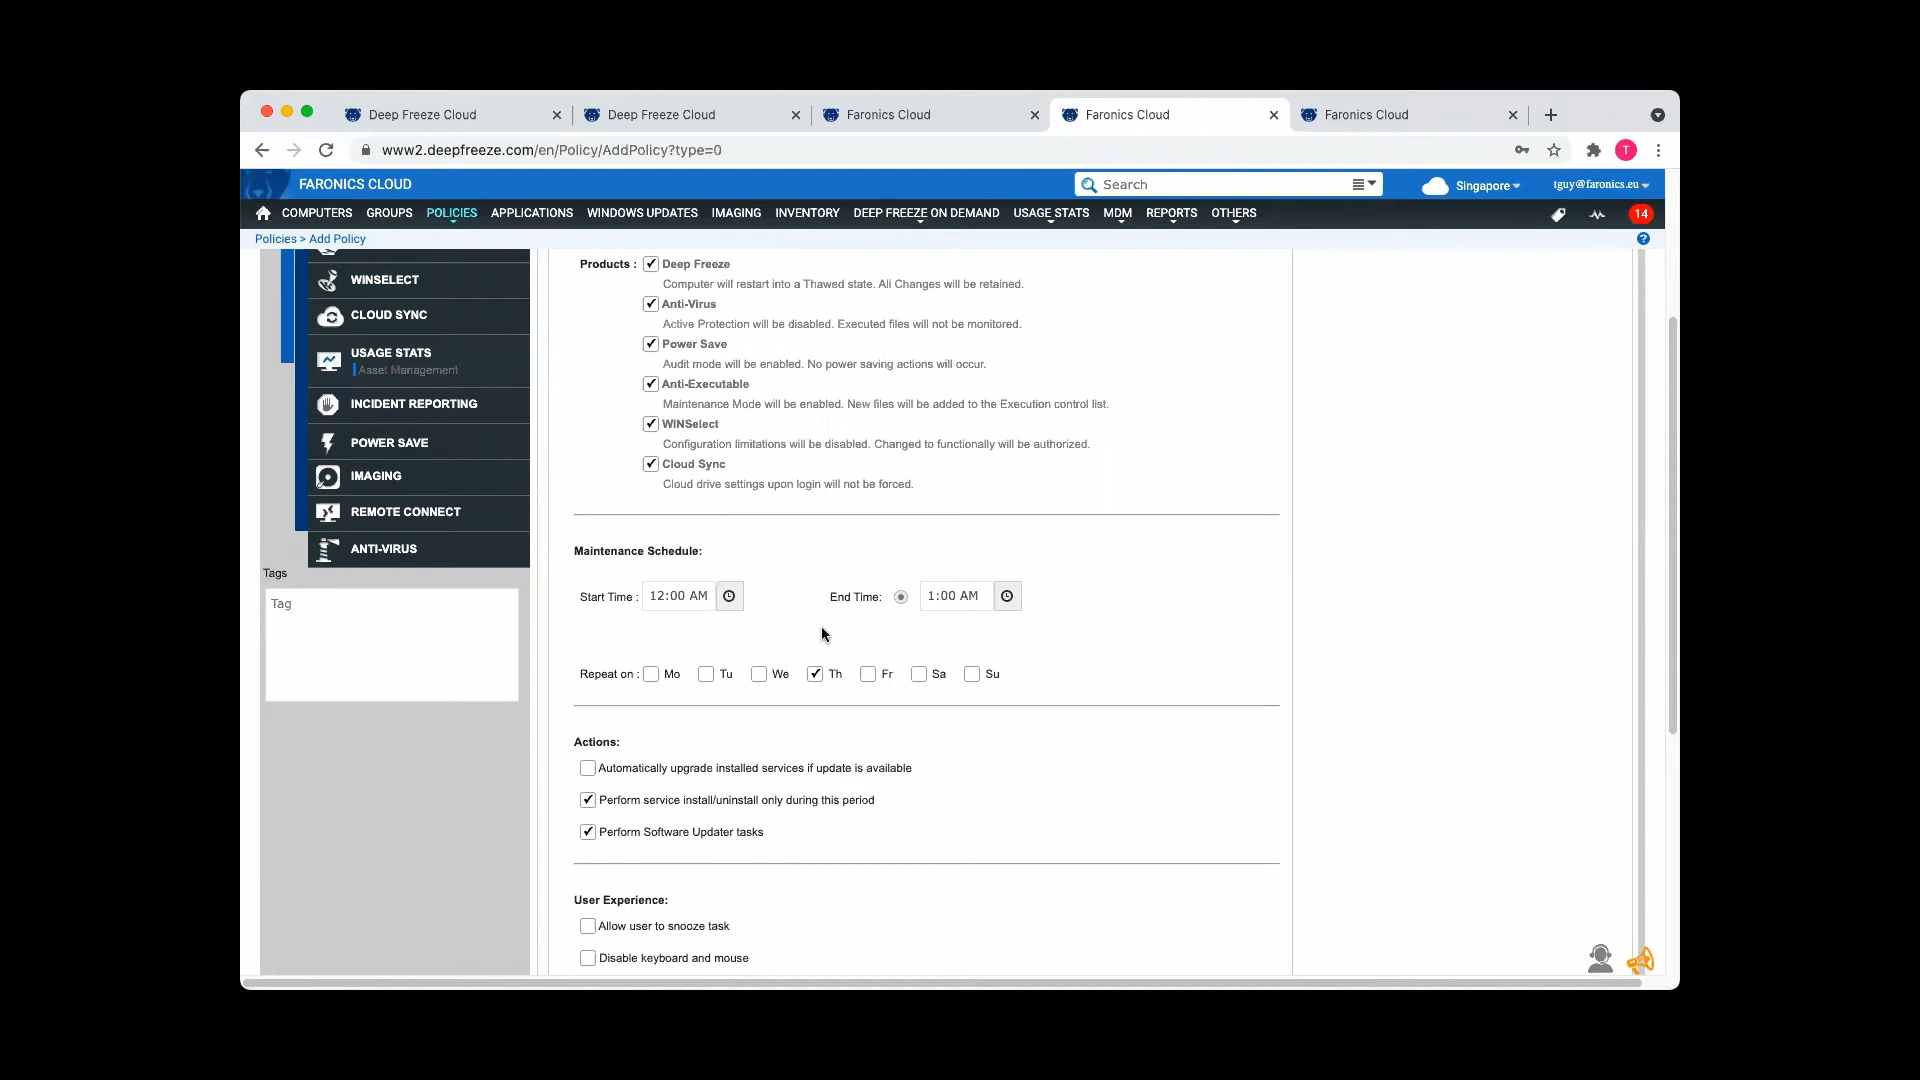 Deep Freeze Cloud
Deep Freeze Cloud
Faronics Cloud
Faronics Cloud
Faronics Cloud
www2.deepfreeze.com/en/Policy/AddPolicy?type=0
T
FARONICS CLOUD
Search
Singapore
tguy@faronics.eu
COMPUTERS GROUPS POLICIES APPLICATIONS WINDOWS UPDATES IMAGING INVENTORY DEEP FREEZE ON DEMAND USAGE STATS MDM REPORTS OTHERS
14
Policies > Add Policy
?
WINSELECT
CLOUD SYNC
USAGE STATS
Asset Management
INCIDENT REPORTING
POWER SAVE
IMAGING
REMOTE CONNECT
ANTI-VIRUS
Tags
Tag
Products : Deep Freeze
Computer will restart into a Thawed state. All Changes will be retained.
Anti-Virus
Active Protection will be disabled. Executed files will not be monitored.
Power Save
Audit mode will be enabled. No power saving actions will occur.
Anti-Executable
Maintenance Mode will be enabled. New files will be added to the Execution control list.
WINSelect
Configuration limitations will be disabled. Changed to functionally will be authorized.
Cloud Sync
Cloud drive settings upon login will not be forced.
Maintenance Schedule:
Start Time : 12:00 AM End Time: 1:00 AM
Repeat on : Mo Tu We Th Fr Sa Su
Actions:
Automatically upgrade installed services if update is available
Perform service install/uninstall only during this period
Perform Software Updater tasks
User Experience:
Allow user to snooze task
Disable keyboard and mouse